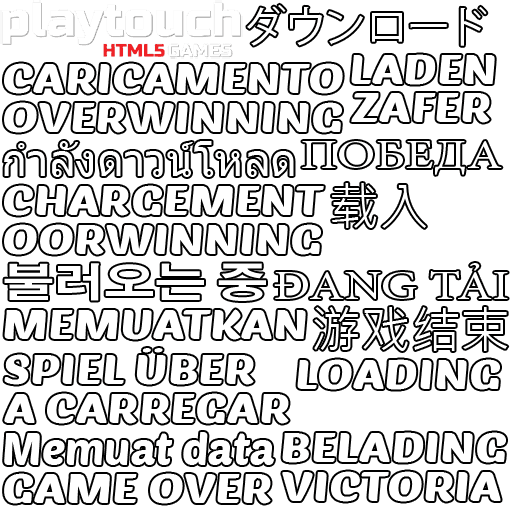 playtouch
HTML5 GAMES
ダウンロード
CARICAMENTO
LADEN
OVERWINNING
ZAFER
กำลังดาวน์โหลด
ПОБЕДА
CHARGEMENT
载入
OORWINNING
불러오는 중
ĐANG TẢI
MEMUATKAN
游戏结束
SPIEL ÜBER
LOADING
A CARREGAR
Memuat data
BELADING
GAME OVER
VICTORIA